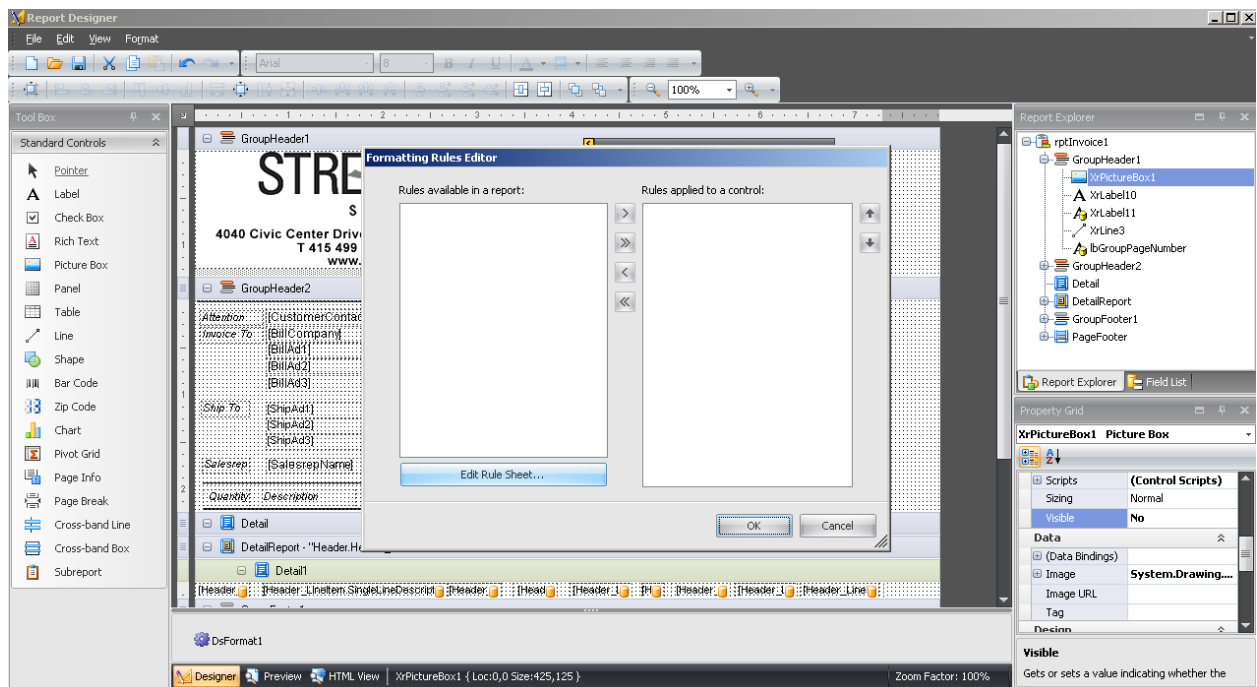 Report Designer
File Edit View Format
Arial 8 B I U A
100%
Tool Box
Standard Controls
Pointer
Label
Check Box
Rich Text
Picture Box
Panel
Table
Line
Shape
Bar Code
Zip Code
Chart
Pivot Grid
Page Info
Page Break
Cross-band Line
Cross-band Box
Subreport
GroupHeader1
STRE
S
4040 Civic Center Driv
T 415 499
www.
GroupHeader2
Attention [CustomerContac
Invoice To [BillCompany]
[BillAd1]
[BillAd2]
[BillAd3]
Ship To [ShipAd1]
[ShipAd2]
[ShipAd3]
Salesrep [SalesrepName]
Quantity Description
Detail
DetailReport - "Header.He
Detail1
[Header [Header_LineItem.SingleLineDescript [Header. [Head [Header_L [H [Header_ [Header_L [Header_Line
DsFormat1
Designer Preview HTML View XrPictureBox1 { Loc:0,0 Size:425,125 } Zoom Factor: 100%
Formatting Rules Editor
Rules available in a report: Rules applied to a control:
Edit Rule Sheet...
OK Cancel
Report Explorer
rptInvoice1
GroupHeader1
XrPictureBox1
XrLabel10
XrLabel11
XrLine3
lbGroupPageNumber
GroupHeader2
Detail
DetailReport
GroupFooter1
PageFooter
Report Explorer Field List
Property Grid
XrPictureBox1 Picture Box
Scripts (Control Scripts)
Sizing Normal
Visible No
Data
(Data Bindings)
Image System.Drawing....
Image URL
Tag
Design
Visible
Gets or sets a value indicating whether the